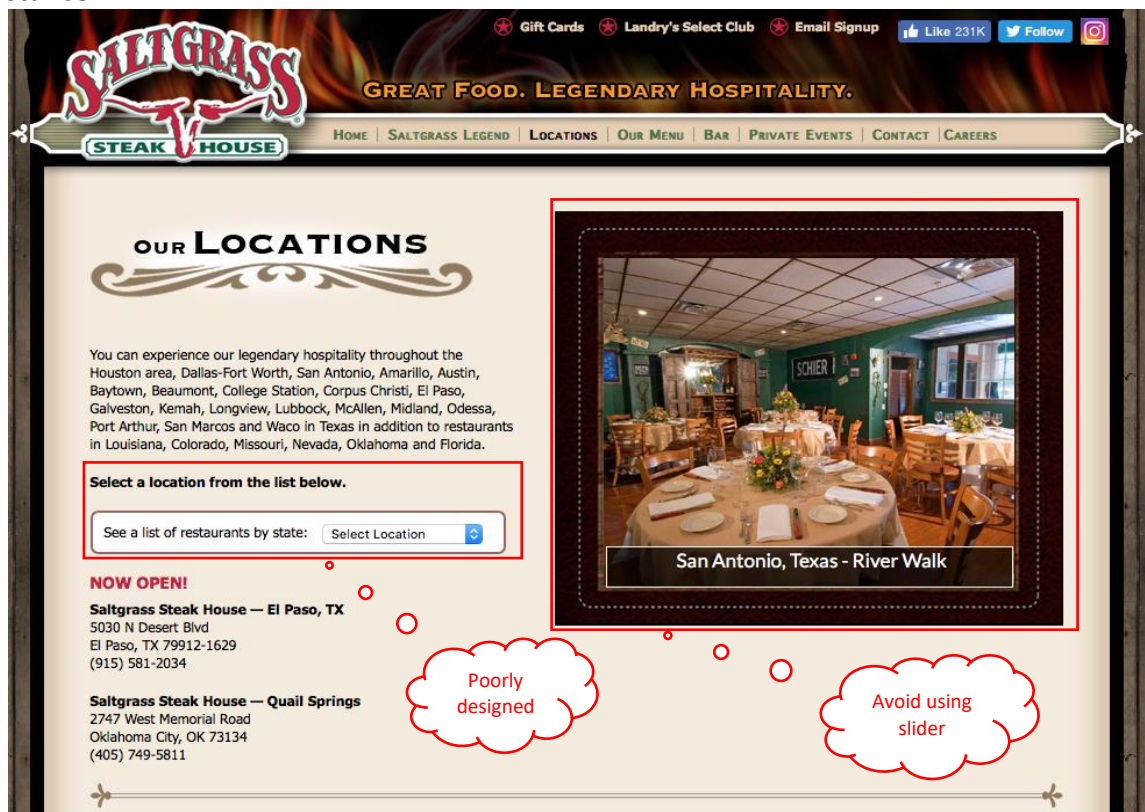 Gift Cards Landry's Select Club Email Signup Like 231K Follow
SALTGRASS
STEAK HOUSE
GREAT FOOD. LEGENDARY HOSPITALITY.
HOME | SALTGRASS LEGEND | LOCATIONS | OUR MENU | BAR | PRIVATE EVENTS | CONTACT | CAREERS
OUR LOCATIONS
You can experience our legendary hospitality throughout the
Houston area, Dallas-Fort Worth, San Antonio, Amarillo, Austin,
Baytown, Beaumont, College Station, Corpus Christi, El Paso,
Galveston, Kemah, Longview, Lubbock, McAllen, Midland, Odessa,
Port Arthur, San Marcos and Waco in Texas in addition to restaurants
in Louisiana, Colorado, Missouri, Nevada, Oklahoma and Florida.
Select a location from the list below.
See a list of restaurants by state: Select Location
SCHIER
San Antonio, Texas - River Walk
NOW OPEN!
Saltgrass Steak House — El Paso, TX
5030 N Desert Blvd
El Paso, TX 79912-1629
(915) 581-2034
Saltgrass Steak House — Quail Springs
2747 West Memorial Road
Oklahoma City, OK 73134
(405) 749-5811
Poorly
designed
Avoid using
slider